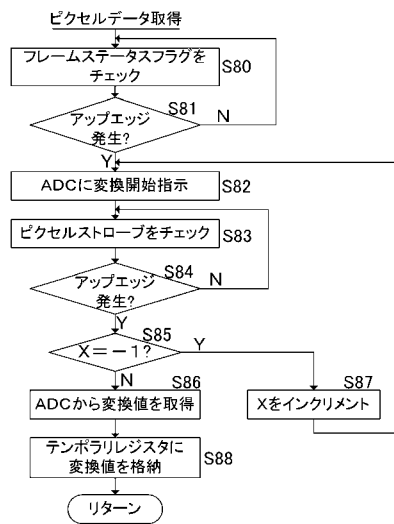 ピクセルデータ取得
フレームステータスフラグを
チェック
S80
S81
アップエッジ
発生?
N
Y
ADCに変換開始指示
S82
ピクセルストローブをチェック
S83
S84
アップエッジ
発生?
N
Y
S85
X=-1?
Y
N
S86
ADCから変換値を取得
S87
Xをインクリメント
テンポラリレジスタに
変換値を格納
S88
リターン